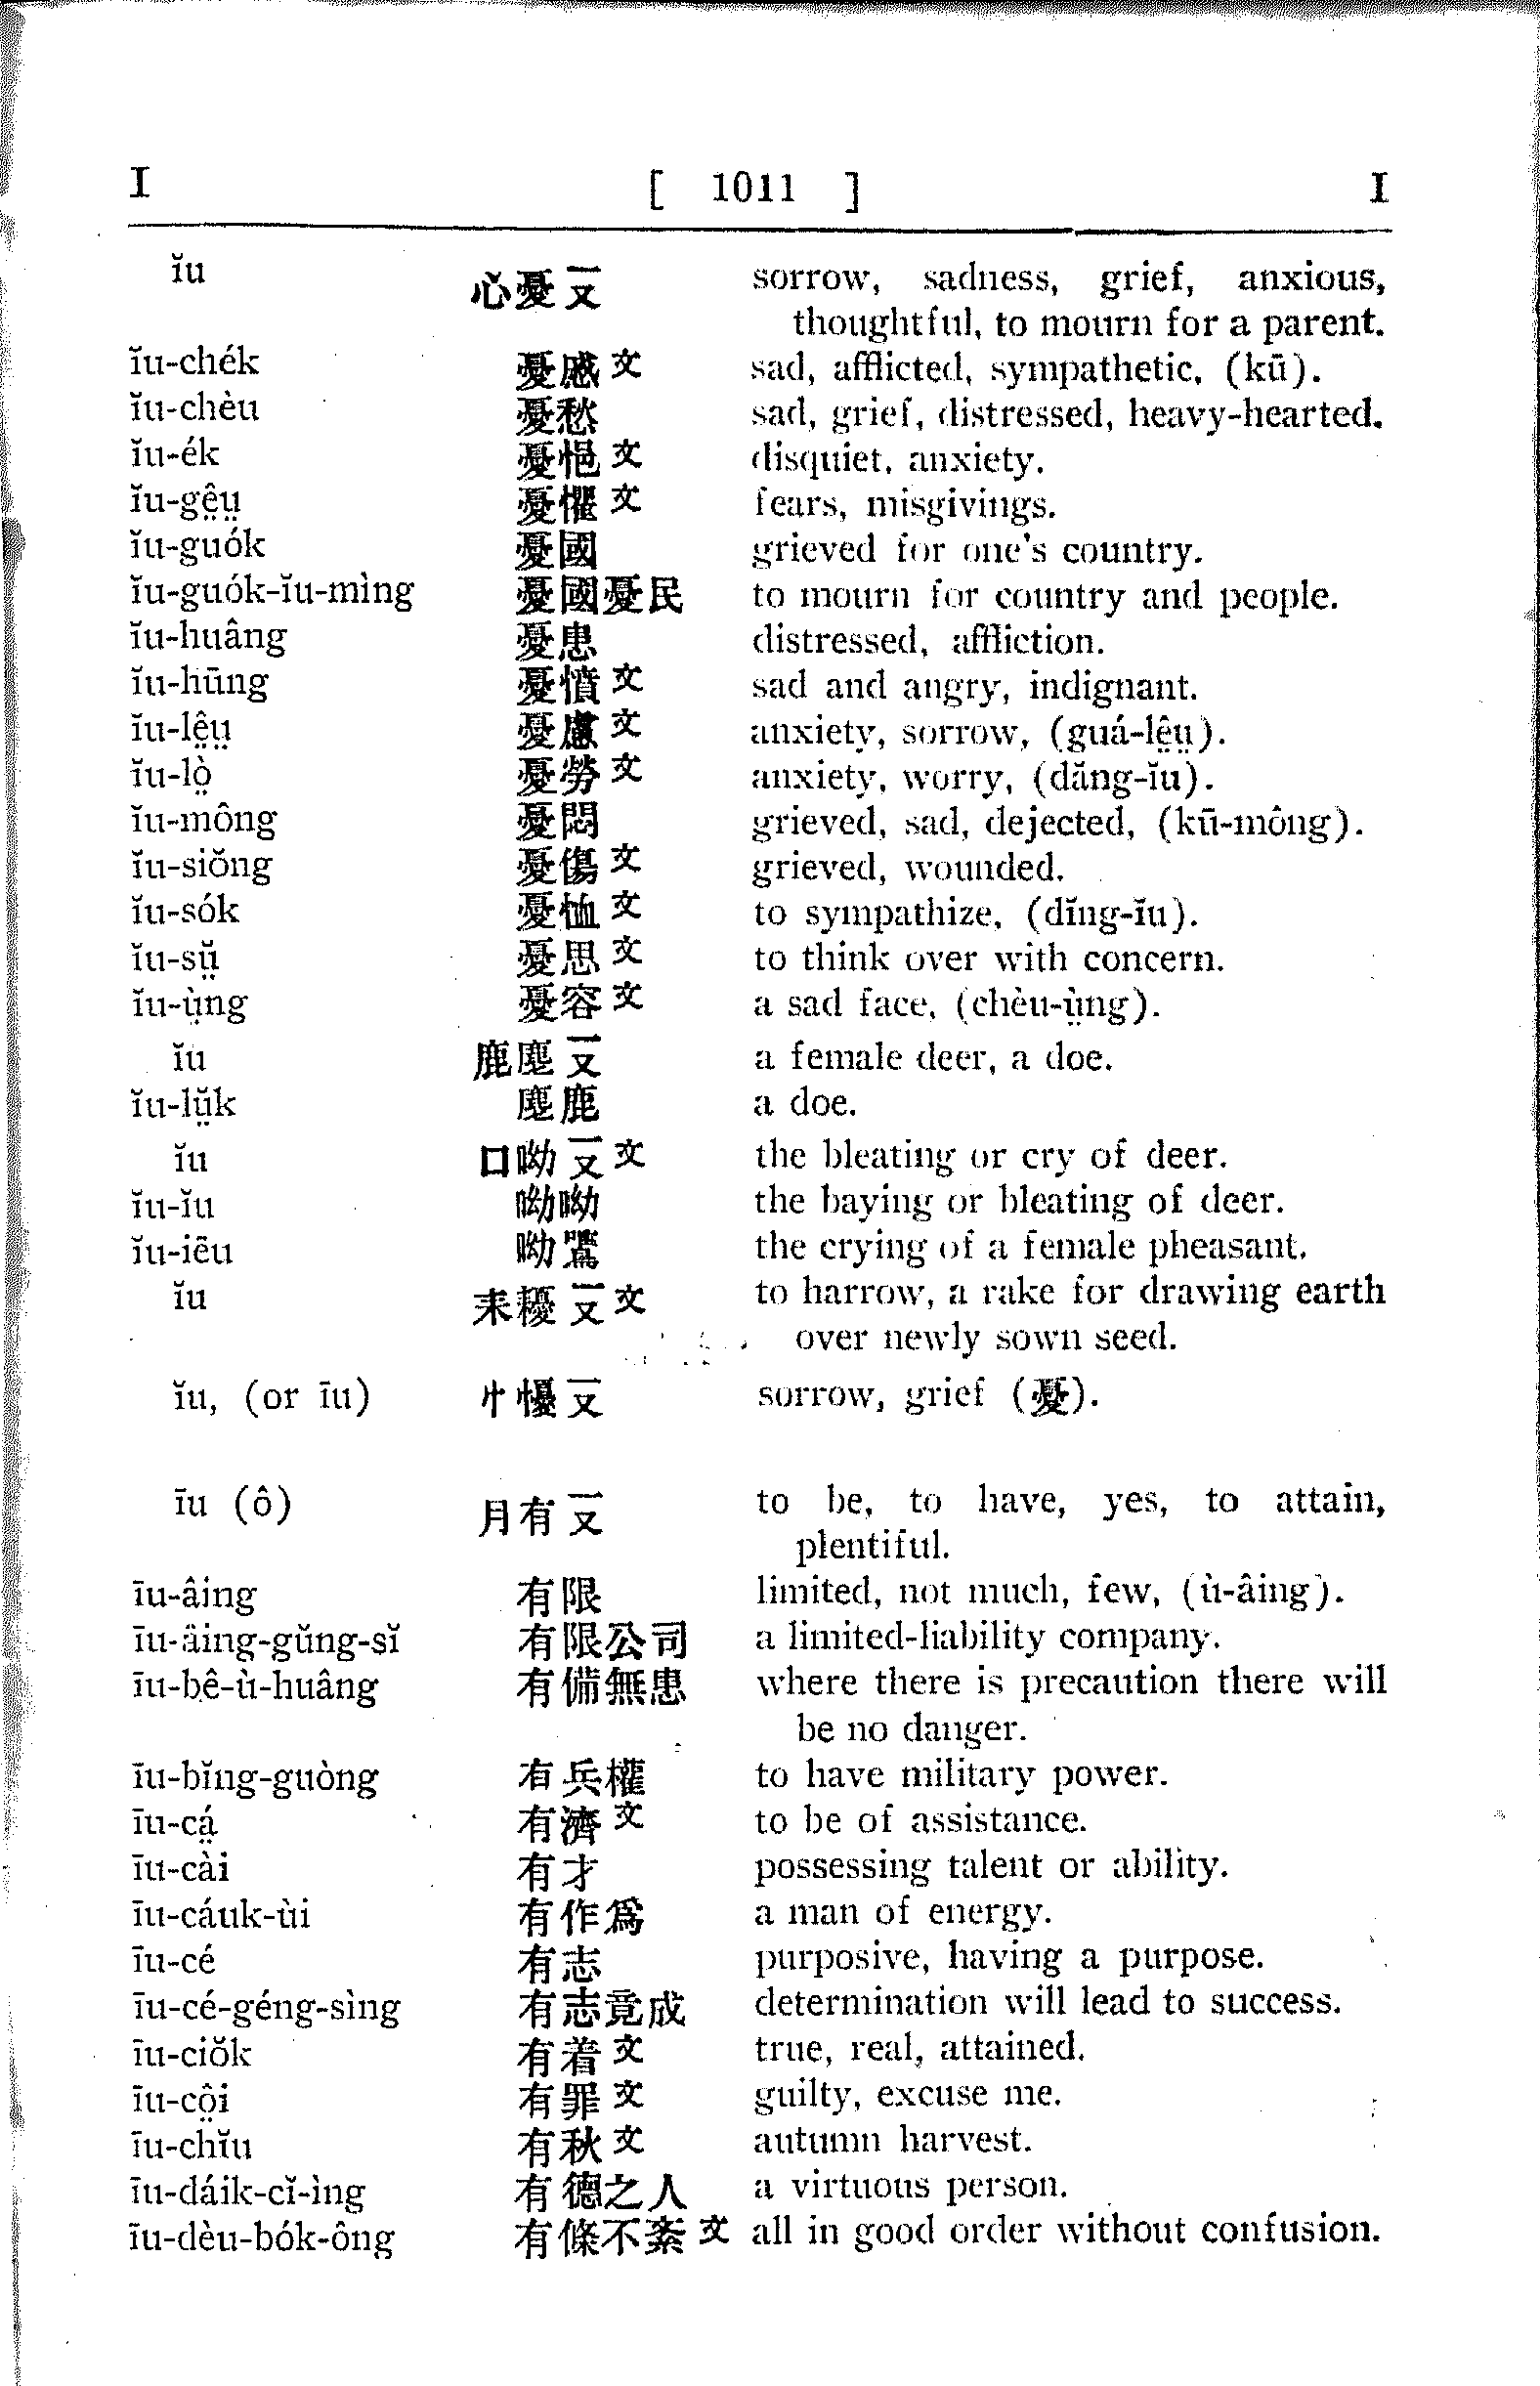 I [ 1011 ] I
ĭu 心憂一又 sorrow, sadness, grief, anxious,
thoughtful, to mourn for a parent.
ĭu-chék 憂慼文 sad, afflicted, sympathetic, (kū).
ĭu-chèu 憂愁 sad, grief, distressed, heavy-hearted.
ĭu-ék 憂悒文 disquiet, anxiety.
ĭu-gê̤ṳ 憂懼文 fears, misgivings.
ĭu-guók 憂國 grieved for one's country.
ĭu-guók-ĭu-mìng 憂國憂民 to mourn for country and people.
ĭu-huâng 憂患 distressed, affliction.
ĭu-hūng 憂憤文 sad and angry, indignant.
ĭu-lê̤ṳ 憂慮文 anxiety, sorrow, (guá-lê̤ṳ).
ĭu-lò̤ 憂勞文 anxiety, worry, (dăng-ĭu).
ĭu-mông 憂悶 grieved, sad, dejected, (kū-mông).
ĭu-siŏng 憂傷文 grieved, wounded.
ĭu-sók 憂恤文 to sympathize, (dĭng-ĭu).
ĭu-sṳ̆ 憂思文 to think over with concern.
ĭu-ṳ̀ng 憂容文 a sad face, (chèu-ṳ̀ng).
ĭu 鹿麀一又 a female deer, a doe.
ĭu-lṳ̆k 麀鹿 a doe.
ĭu 口呦一又文 the bleating or cry of deer.
ĭu-ĭu 呦呦 the baying or bleating of deer.
ĭu-iêu 呦鷕 the crying of a female pheasant.
ĭu 耒耰一又文 to harrow, a rake for drawing earth
over newly sown seed.
ĭu, (or īu) 忄懮一又 sorrow, grief (憂).
īu (ô) 月有一又 to be, to have, yes, to attain,
plentiful.
īu-âing 有限 limited, not much, few, (ù-âing).
īu-âing-gŭng-sĭ 有限公司 a limited-liability company.
īu-bê-ù-huâng 有備無患 where there is precaution there will
be no danger.
īu-bĭng-guòng 有兵權 to have military power.
īu-cá̤ 有濟文 to be of assistance.
īu-cài 有才 possessing talent or ability.
īu-cáuk-ùi 有作爲 a man of energy.
īu-cé 有志 purposive, having a purpose.
īu-cé-géng-sìng 有志竟成 determination will lead to success.
īu-ciŏk 有着文 true, real, attained.
īu-cô̤i 有罪文 guilty, excuse me.
īu-chĭu 有秋文 autumn harvest.
īu-dáik-cĭ-ìng 有德之人 a virtuous person.
īu-dèu-bók-ông 有條不紊文 all in good order without confusion.